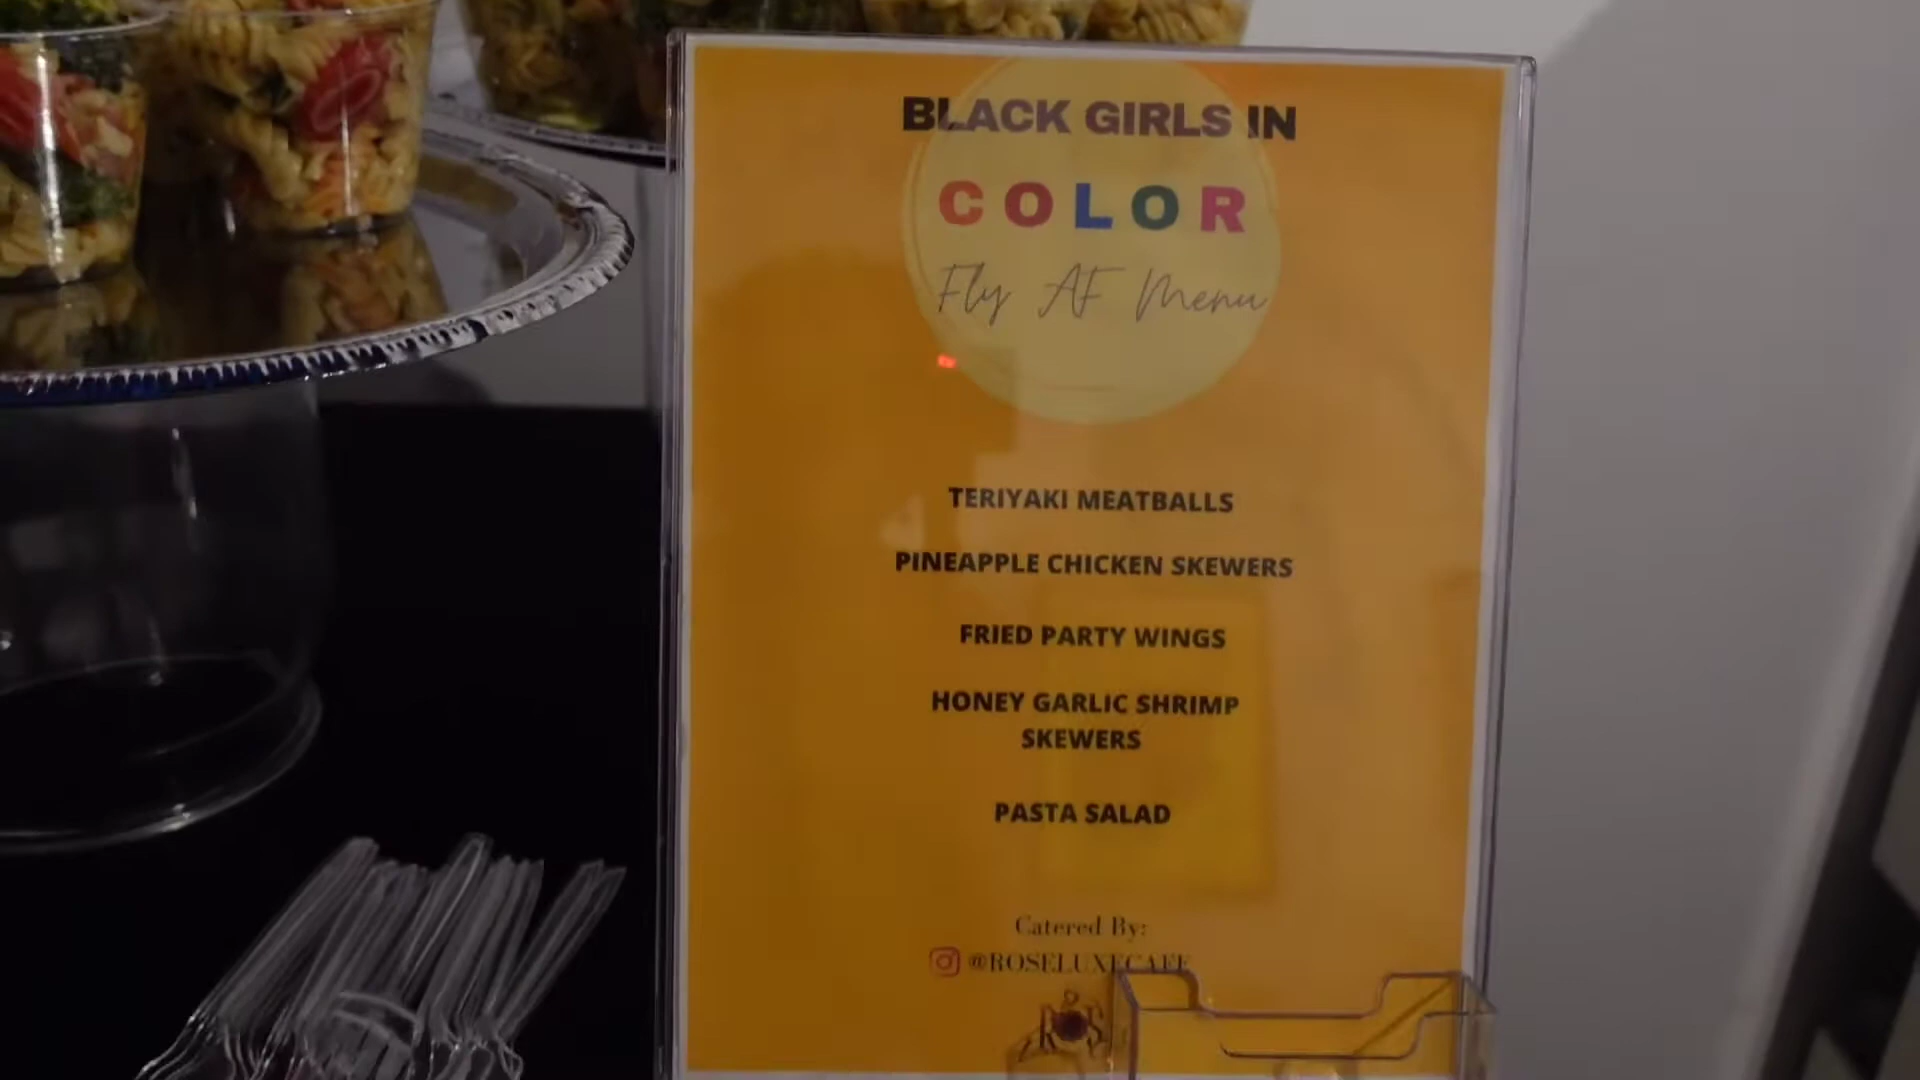 BLACK GIRLS IN
COLOR
Fly AF Menu
TERIYAKI MEATBALLS
PINEAPPLE CHICKEN SKEWERS
FRIED PARTY WINGS
HONEY GARLIC SHRIMP
SKEWERS
PASTA SALAD
Catered By:
@ROSELUXECAFE